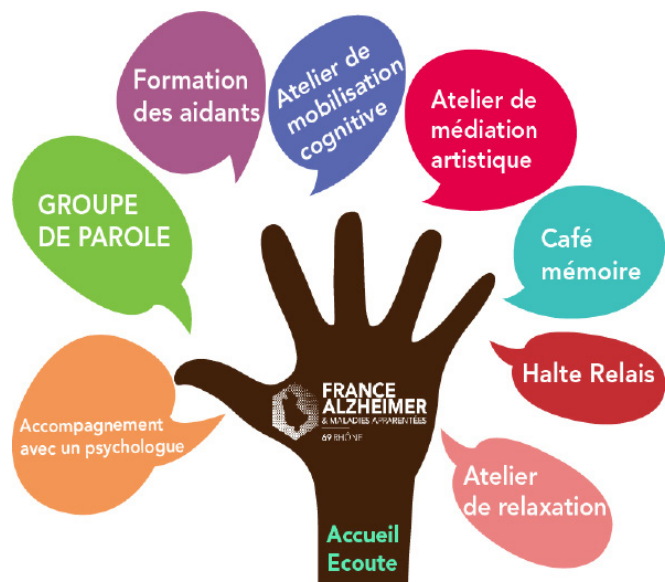 Formation
des aidants
Atelier de
mobilisation
cognitive
Atelier de
médiation
artistique
GROUPE
DE PAROLE
Café
mémoire
Halte Relais
Accompagnement
avec un psychologue
FRANCE
ALZHEIMER
& MALADIES APPARENTÉES
69 RHÔNE
Atelier
de relaxation
Accueil
Ecoute